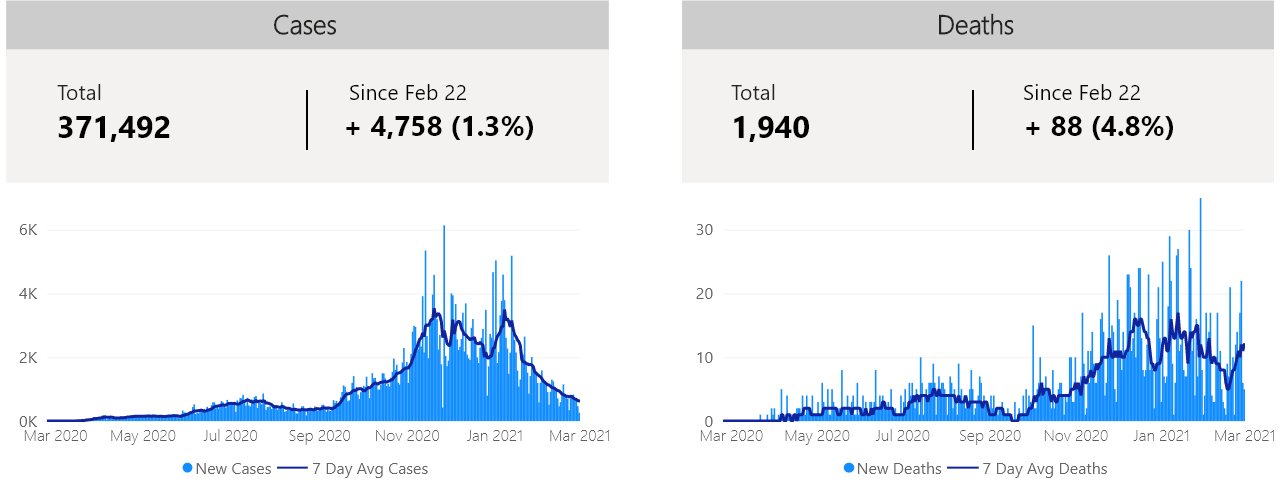 Cases
Total
Since Feb 22
371,492
+ 4,758 (1.3%)
6K
4K
2K
0K
Mar 2020 May 2020 Jul 2020 Sep 2020 Nov 2020 Jan 2021 Mar 2021
New Cases 7 Day Avg Cases
Deaths
Total
Since Feb 22
1,940
+ 88 (4.8%)
30
20
10
0
Mar 2020 May 2020 Jul 2020 Sep 2020 Nov 2020 Jan 2021 Mar 2021
New Deaths 7 Day Avg Deaths